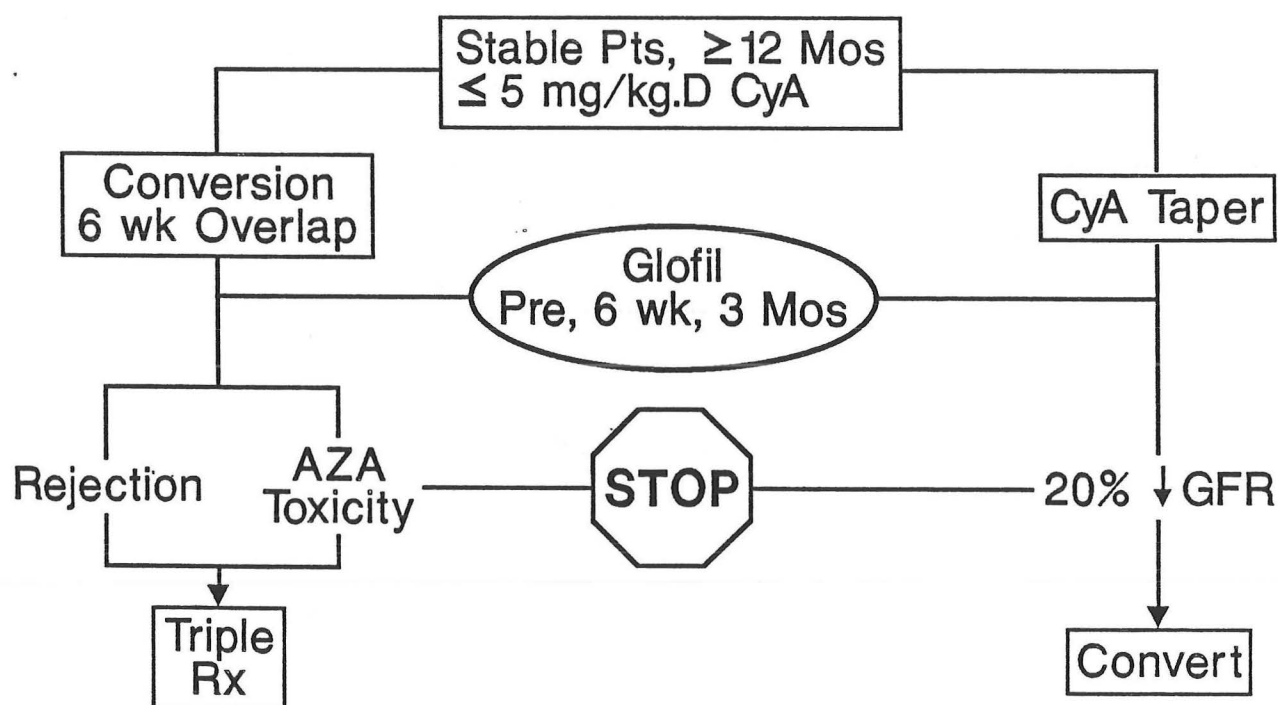 Stable Pts, ≥12 Mos
≤ 5 mg/kg.D CyA
Conversion
6 wk Overlap
CyA Taper
Glofil
Pre, 6 wk, 3 Mos
Rejection
AZA
Toxicity
STOP
20% ↓ GFR
Triple
Rx
Convert